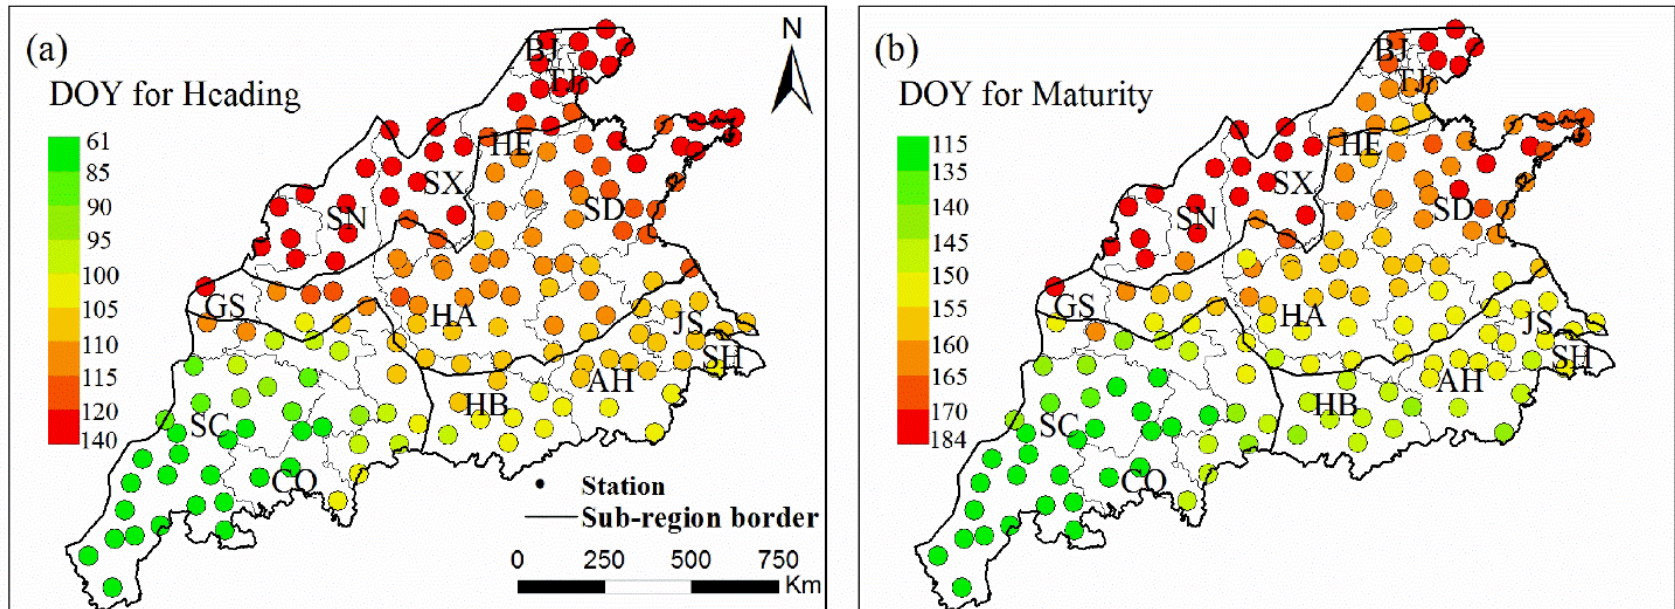 (a)
DOY for Heading
61
85
90
95
100
105
110
115
120
140
N
BJ
TJ
HE
SX
SN
SD
GS
HA
JS
SH
AH
HB
SC
CQ
Station
Sub-region border
0 250 500 750
Km
(b)
DOY for Maturity
115
135
140
145
150
155
160
165
170
184
BJ
TJ
HE
SX
SN
SD
GS
HA
JS
SH
AH
HB
SC
CQ